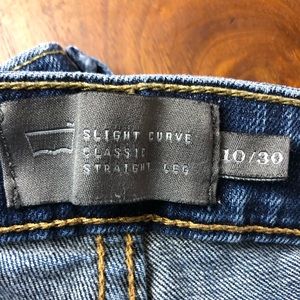 SLIGHT CURVE
CLASSIC
STRAIGHT LEG
10/30